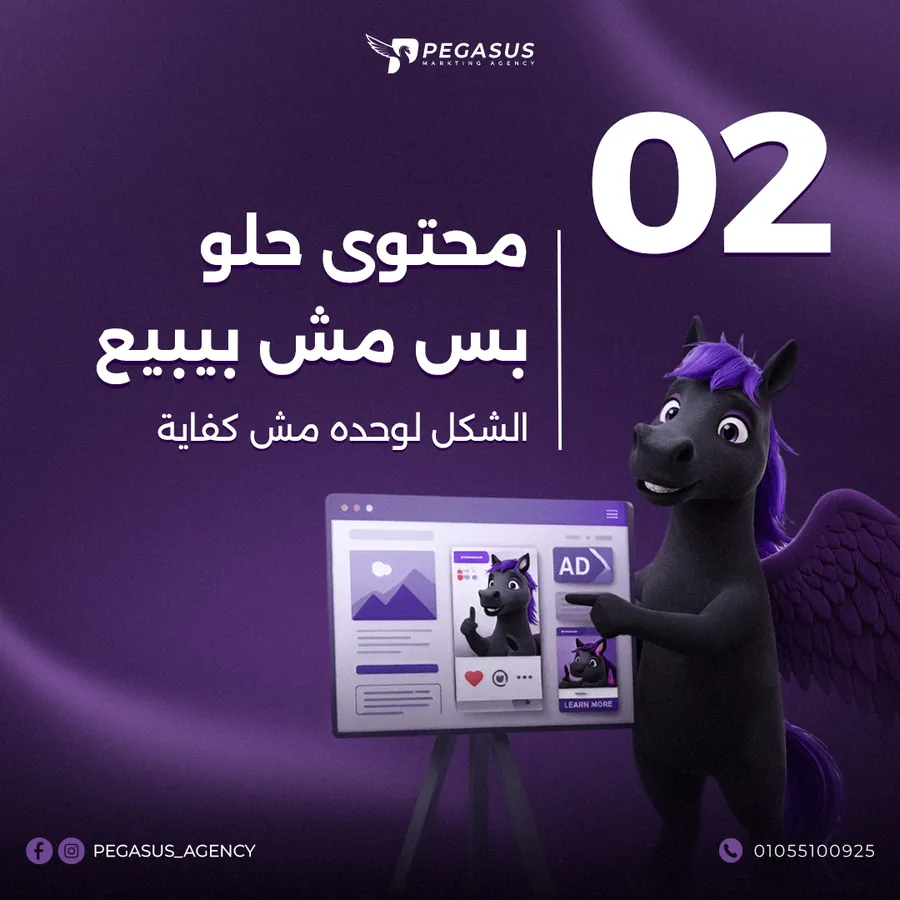 PEGASUS
MARKTING AGENCY
02
محتوى حلو
بس مش بيبيع
الشكل لوحده مش كفاية
AD
LEARN MORE
PEGASUS_AGENCY
01055100925